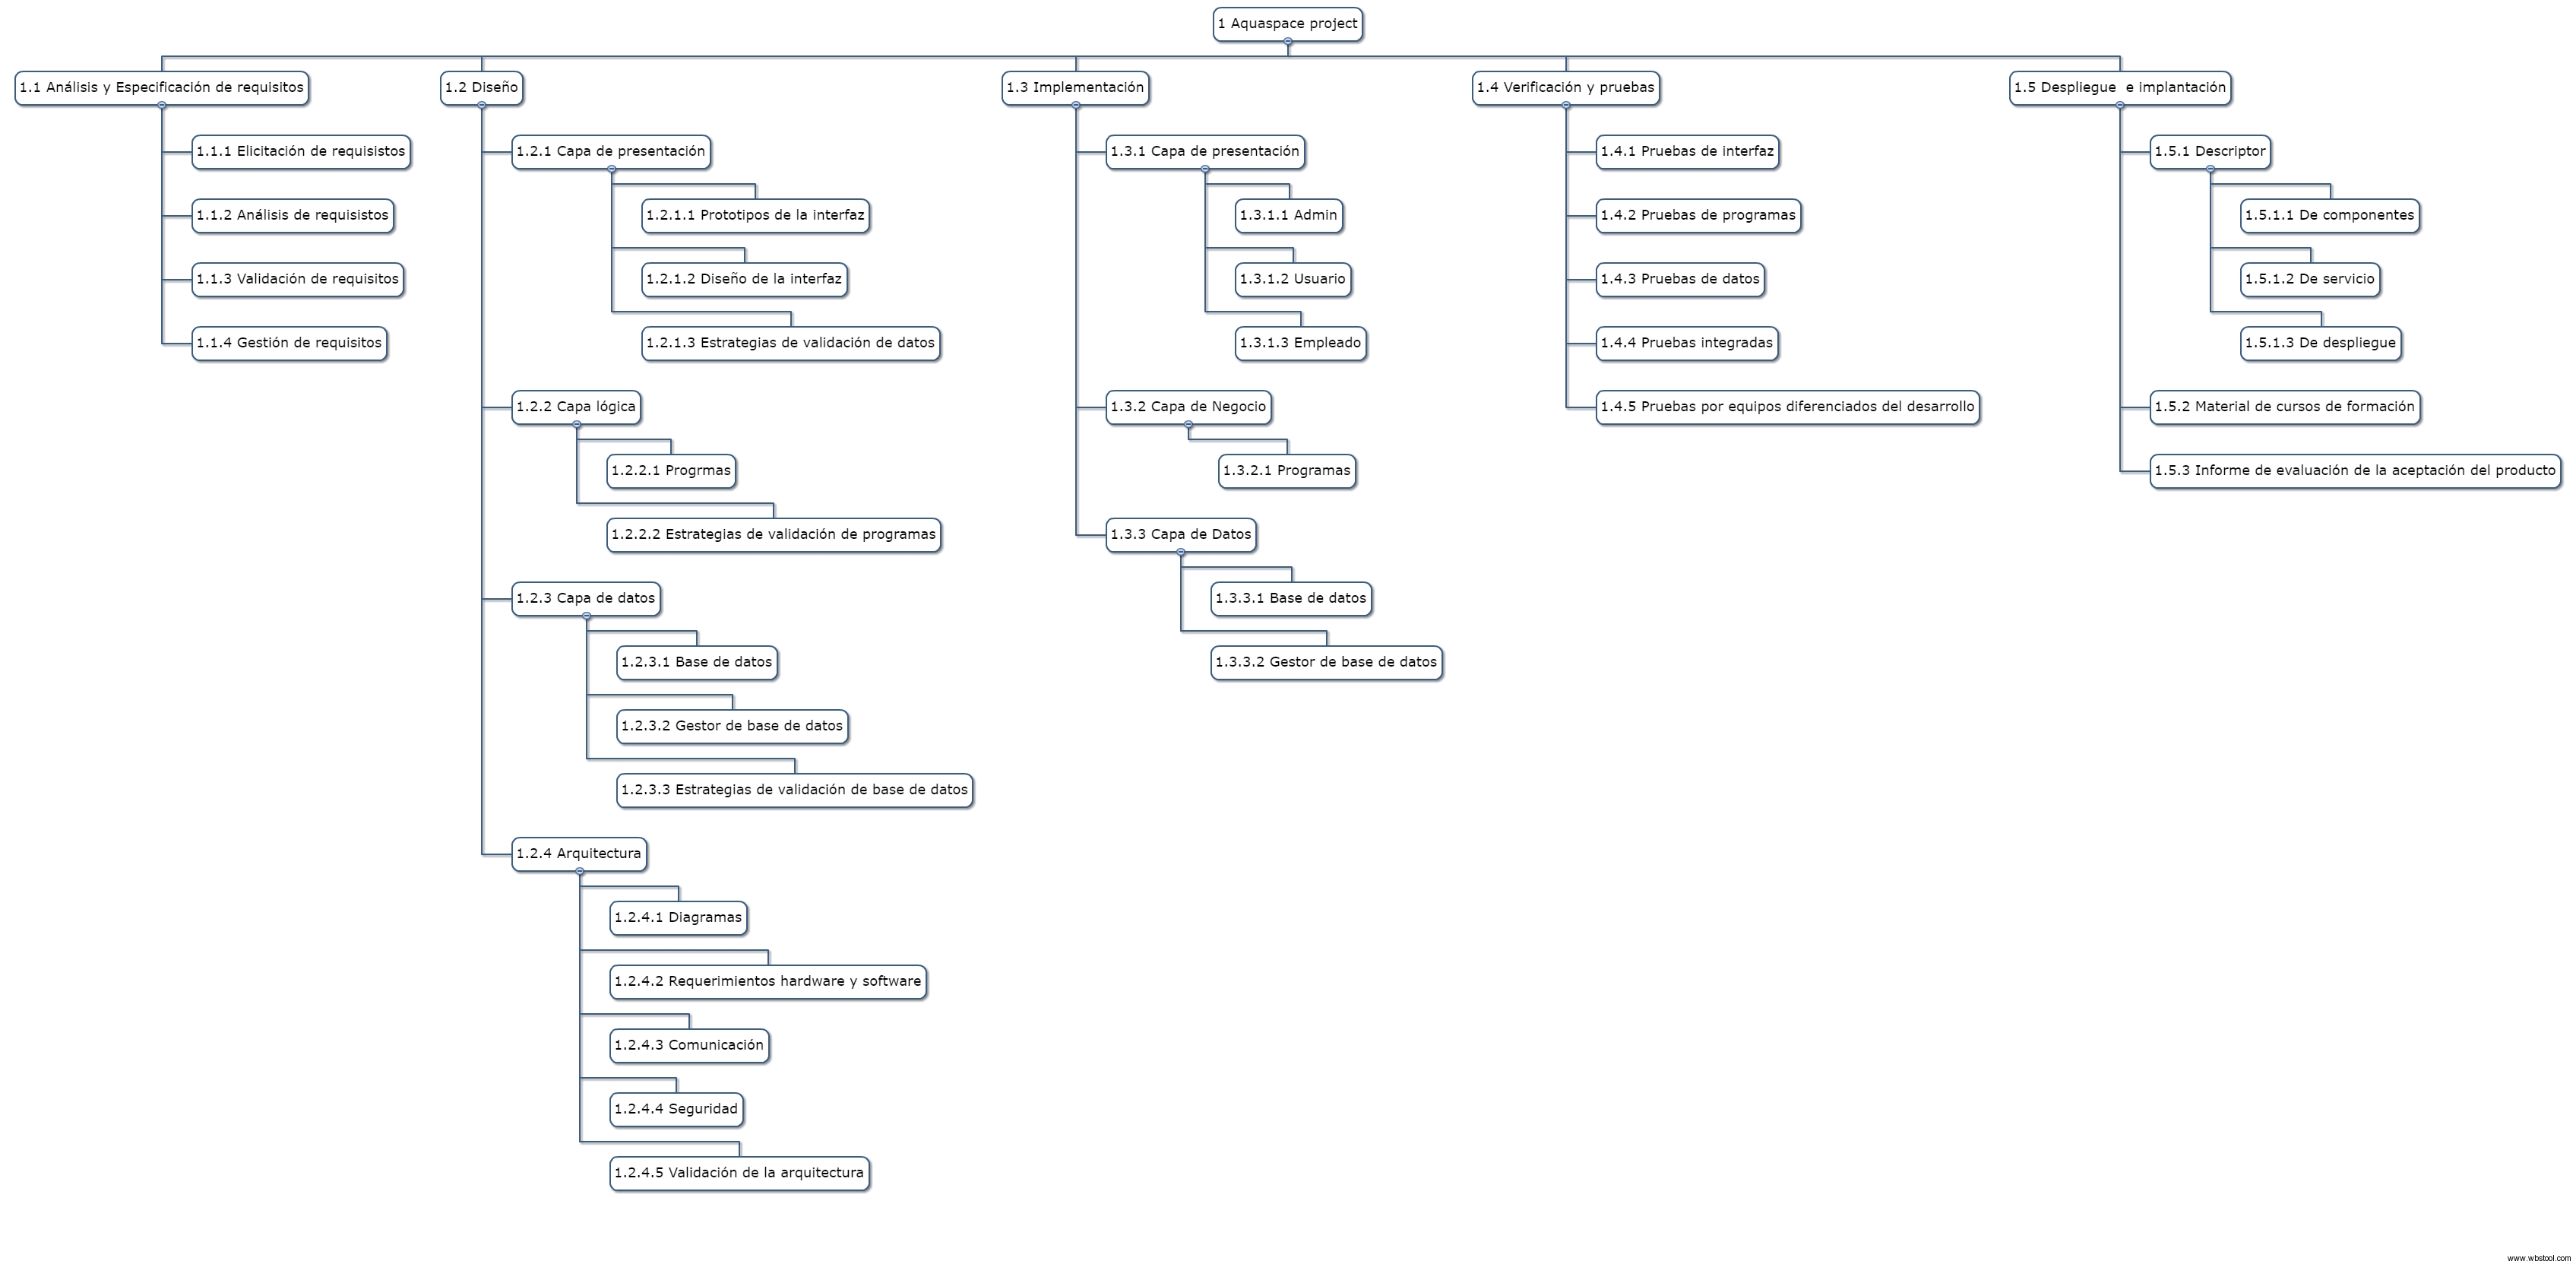 1 Aquaspace project
1.1 Análisis y Especificación de requisitos
1.1.1 Elicitación de requisistos
1.1.2 Análisis de requisistos
1.1.3 Validación de requisitos
1.1.4 Gestión de requisitos
1.2 Diseño
1.2.1 Capa de presentación
1.2.1.1 Prototipos de la interfaz
1.2.1.2 Diseño de la interfaz
1.2.1.3 Estrategias de validación de datos
1.2.2 Capa lógica
1.2.2.1 Progrmas
1.2.2.2 Estrategias de validación de programas
1.2.3 Capa de datos
1.2.3.1 Base de datos
1.2.3.2 Gestor de base de datos
1.2.3.3 Estrategias de validación de base de datos
1.2.4 Arquitectura
1.2.4.1 Diagramas
1.2.4.2 Requerimientos hardware y software
1.2.4.3 Comunicación
1.2.4.4 Seguridad
1.2.4.5 Validación de la arquitectura
1.3 Implementación
1.3.1 Capa de presentación
1.3.1.1 Admin
1.3.1.2 Usuario
1.3.1.3 Empleado
1.3.2 Capa de Negocio
1.3.2.1 Programas
1.3.3 Capa de Datos
1.3.3.1 Base de datos
1.3.3.2 Gestor de base de datos
1.4 Verificación y pruebas
1.4.1 Pruebas de interfaz
1.4.2 Pruebas de programas
1.4.3 Pruebas de datos
1.4.4 Pruebas integradas
1.4.5 Pruebas por equipos diferenciados del desarrollo
1.5 Despliegue  e implantación
1.5.1 Descriptor
1.5.1.1 De componentes
1.5.1.2 De servicio
1.5.1.3 De despliegue
1.5.2 Material de cursos de formación
1.5.3 Informe de evaluación de la aceptación del producto
www.wbstool.com